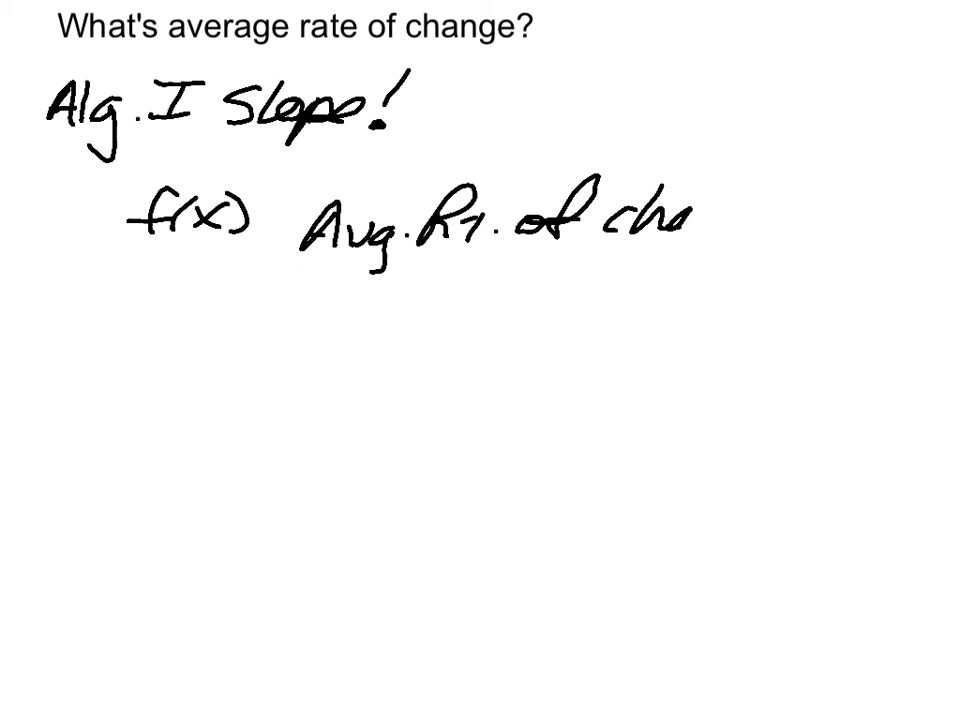 What's average rate of change?
Alg. I Slope!
f(x) Avg. Rt. of cha